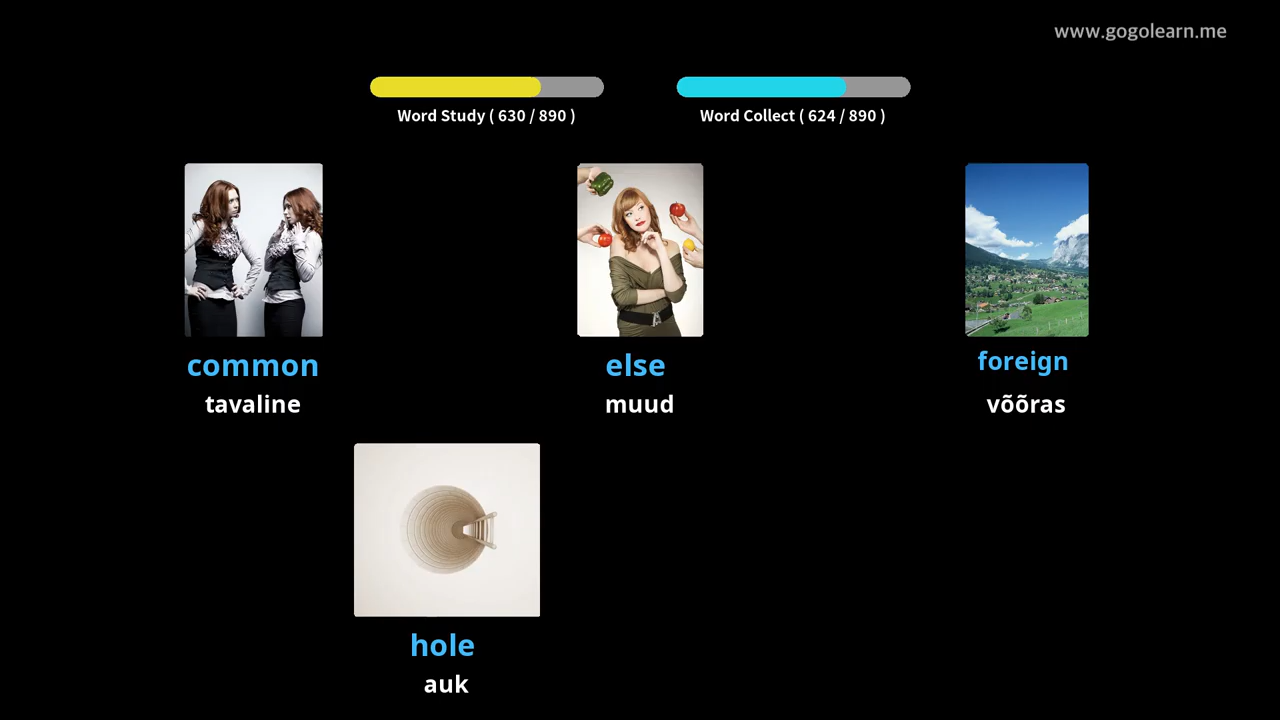 www.gogolearn.me
Word Study ( 630 / 890 )
Word Collect ( 624 / 890 )
common
tavaline
else
muud
foreign
võõras
hole
auk